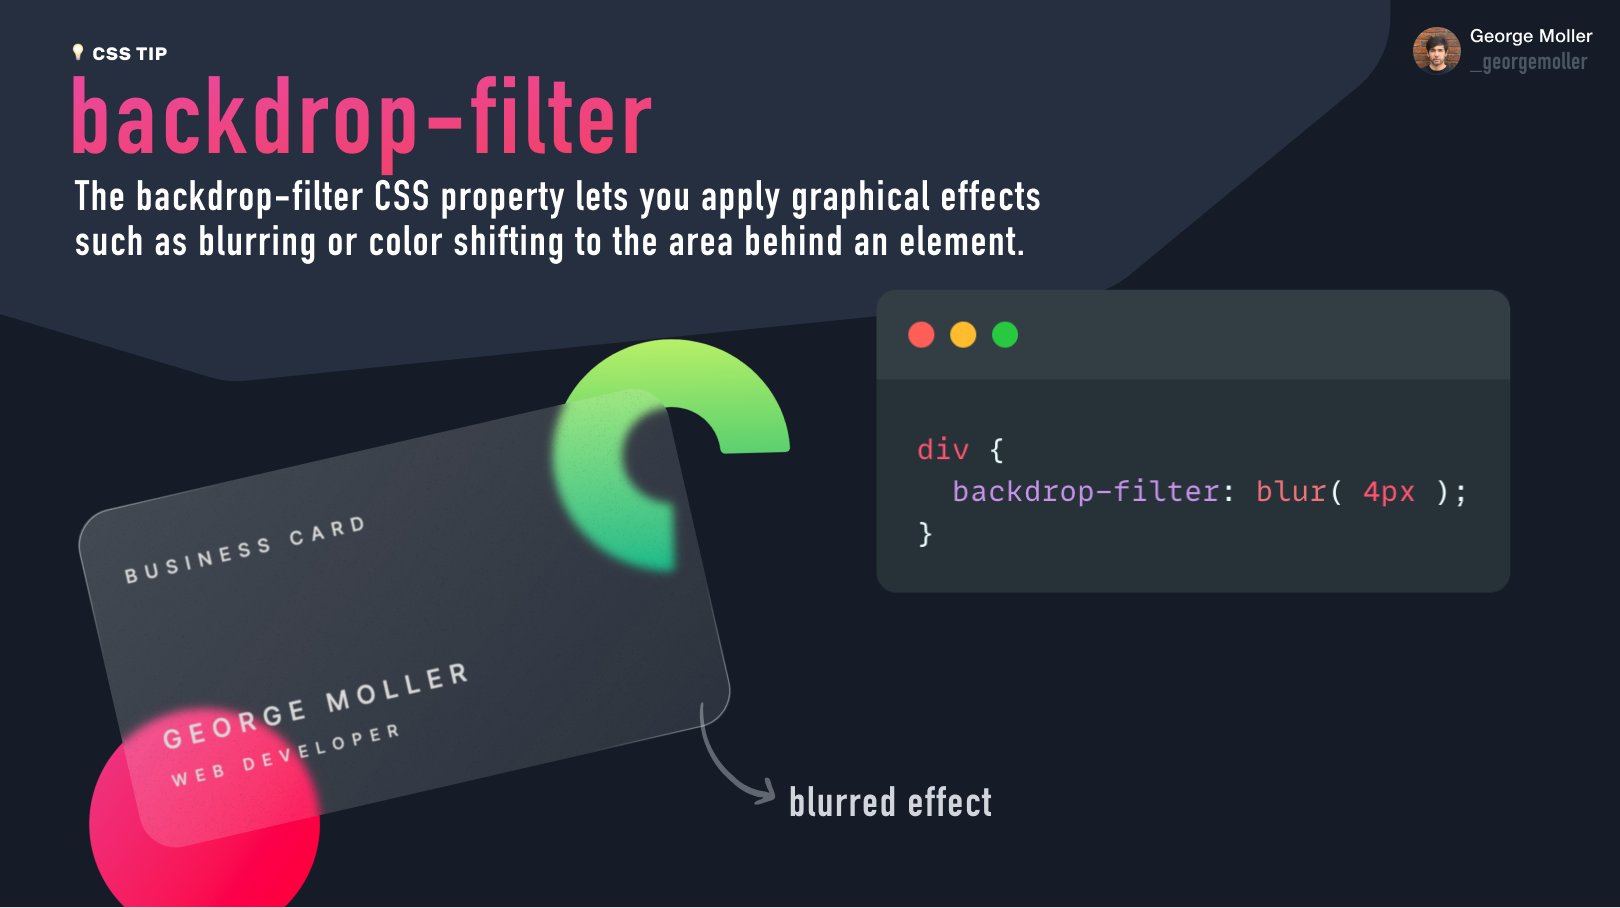 💡 CSS TIP
George Moller
_georgemoller
backdrop-filter
The backdrop-filter CSS property lets you apply graphical effects
such as blurring or color shifting to the area behind an element.
div {
  backdrop-filter: blur( 4px );
}
BUSINESS CARD
GEORGE MOLLER
WEB DEVELOPER
blurred effect